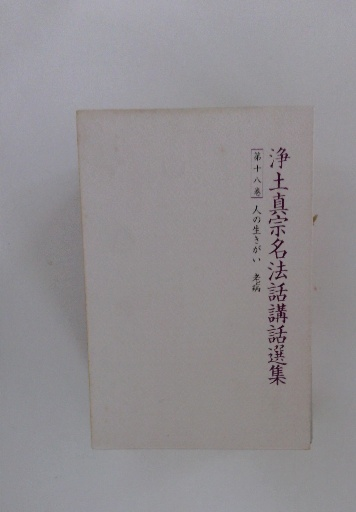 浄土真宗名法話講話選集
第十八巻 人の生きがい 老病